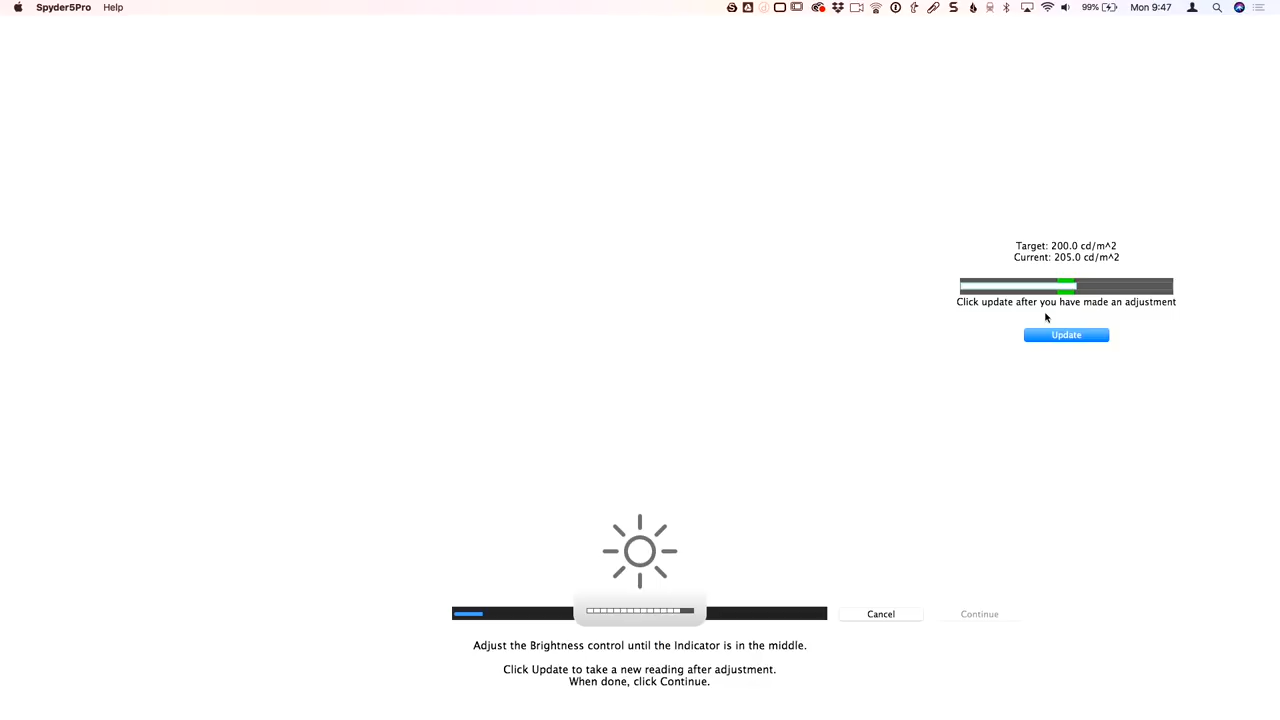 Spyder5Pro Help 99% Mon 9:47
Target: 200.0 cd/m^2
Current: 205.0 cd/m^2
Click update after you have made an adjustment
Update
Cancel Continue
Adjust the Brightness control until the Indicator is in the middle.
Click Update to take a new reading after adjustment.
When done, click Continue.